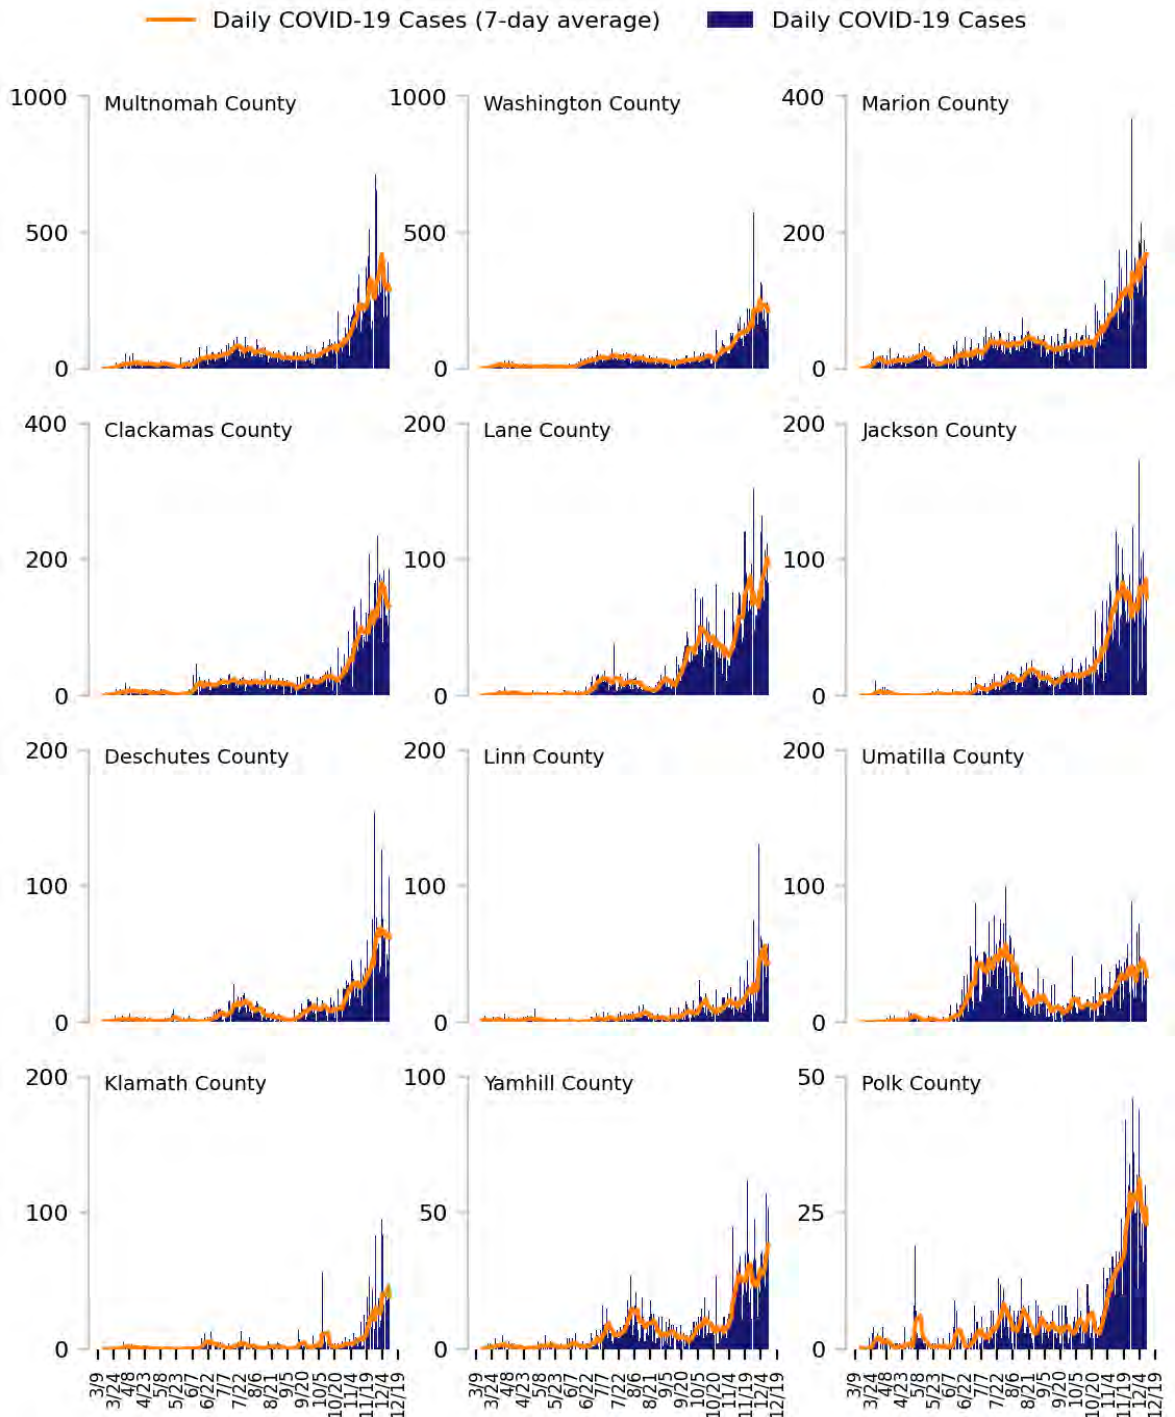 Daily COVID-19 Cases (7-day average) Daily COVID-19 Cases
1000 Multnomah County 1000 Washington County 400 Marion County
500 500 200
0 0 0
400 Clackamas County 200 Lane County 200 Jackson County
200 100 100
0 0 0
200 Deschutes County 200 Linn County 200 Umatilla County
100 100 100
0 0 0
200 Klamath County 100 Yamhill County 50 Polk County
100 50 25
0 0 0
3/9 3/24 4/8 4/23 5/8 5/23 6/7 6/22 7/7 7/22 8/6 8/21 9/5 9/20 10/5 10/20 11/4 11/19 12/4 12/19 3/9 3/24 4/8 4/23 5/8 5/23 6/7 6/22 7/7 7/22 8/6 8/21 9/5 9/20 10/5 10/20 11/4 11/19 12/4 12/19 3/9 3/24 4/8 4/23 5/8 5/23 6/7 6/22 7/7 7/22 8/6 8/21 9/5 9/20 10/5 10/20 11/4 11/19 12/4 12/19